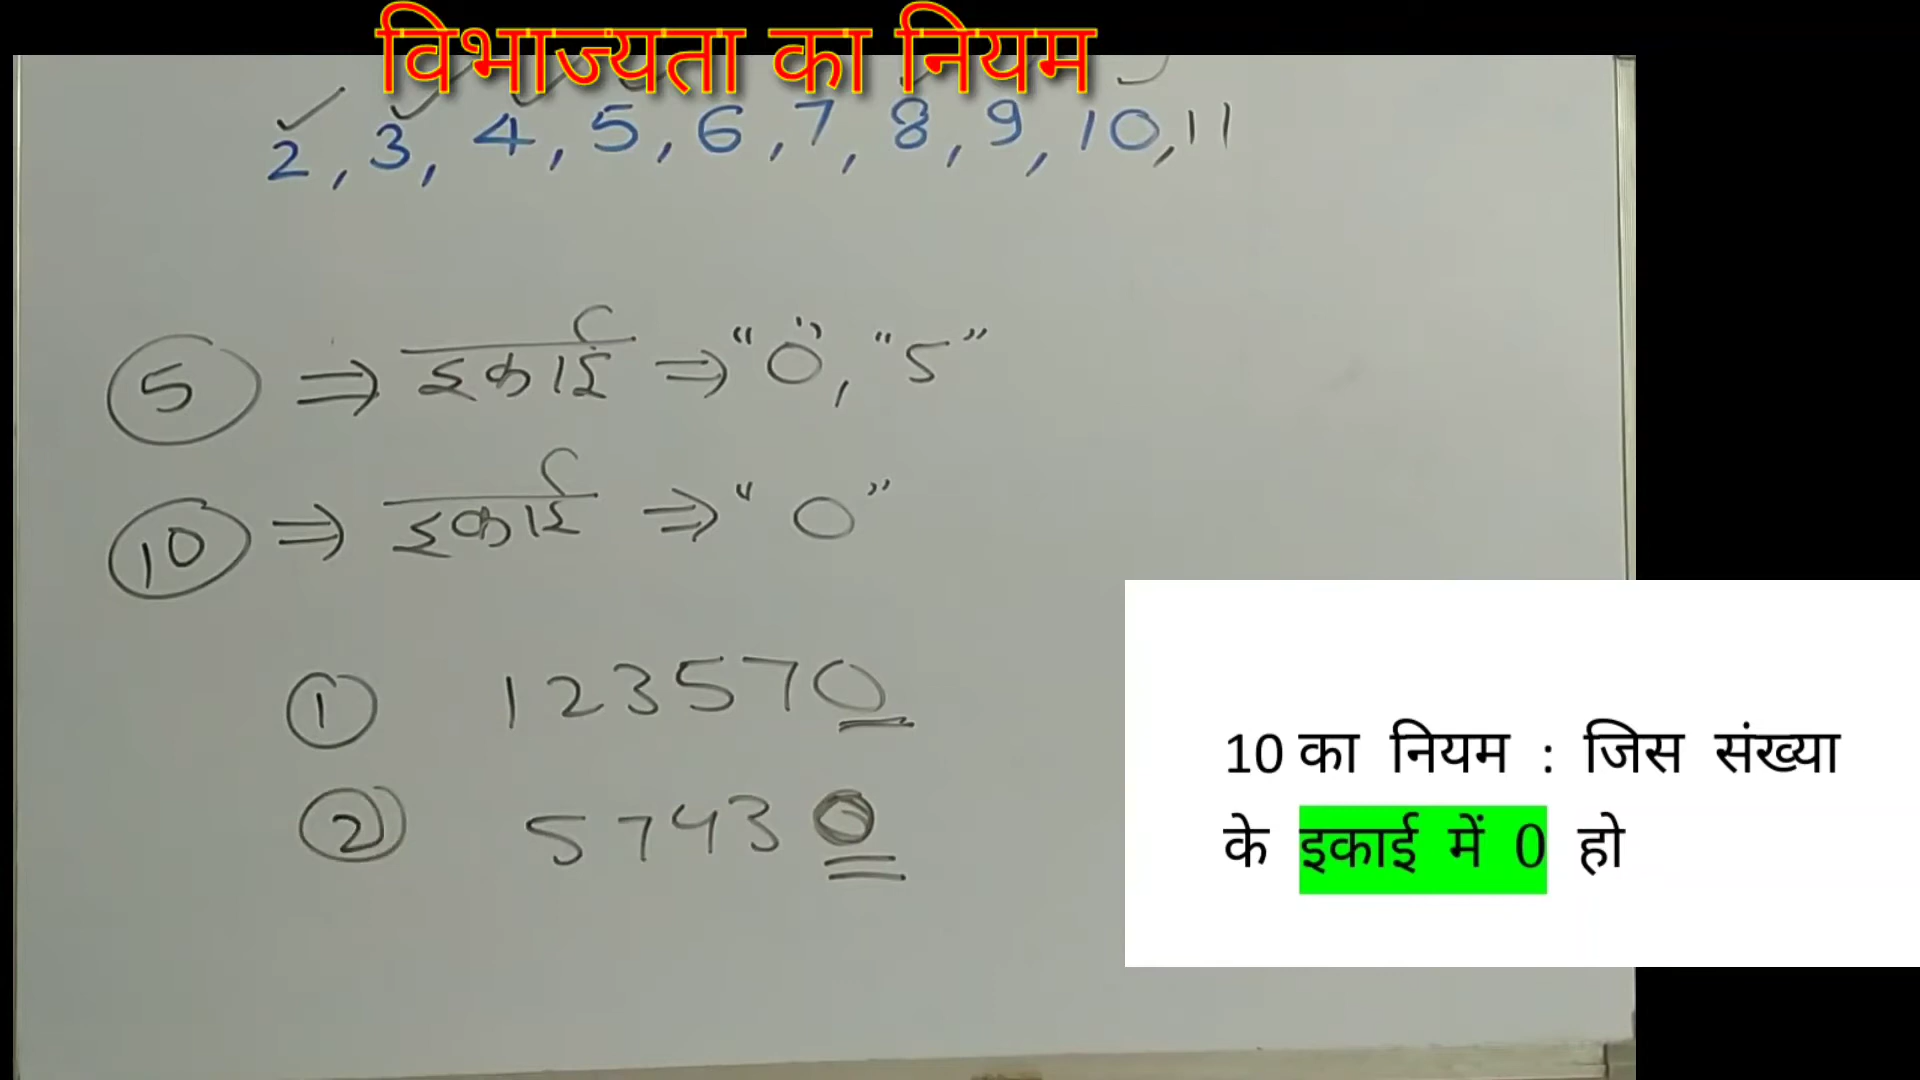 विभाज्यता का नियम
2, 3, 4, 5, 6, 7, 8, 9, 10, 11
5 ⇒ इकाई ⇒ "0", "5"
10 ⇒ इकाई ⇒ "0"
1 123570
2 57430
10 का नियम : जिस संख्या
के इकाई में 0 हो